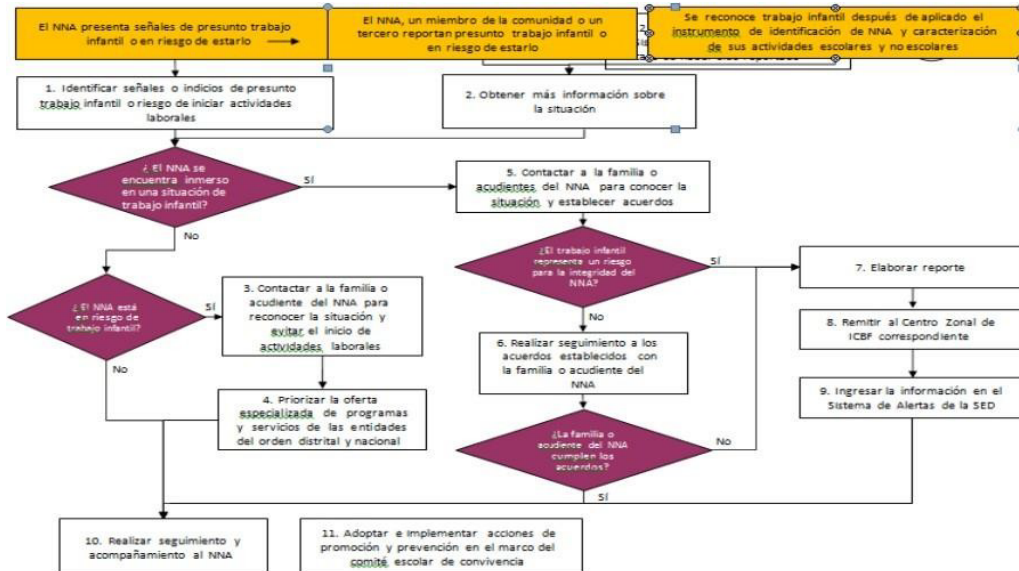 El NNA presenta señales de presunto trabajo
infantil o en riesgo de estarlo
El NNA, un miembro de la comunidad o un
tercero reportan presunto trabajo infantil o
en riesgo de estarlo
Se reconoce trabajo infantil después de aplicado el
instrumento de identificación de NNA y caracterización
de sus actividades escolares y no escolares
1. Identificar señales o indicios de presunto
trabajo infantil o riesgo de iniciar actividades
laborales
2. Obtener más información sobre
la situación
¿ El NNA se
encuentra inmerso
en una situación de
trabajo infantil?
Sí
No
5. Contactar a la familia o
acudientes del NNA para conocer la
situación y establecer acuerdos
¿El trabajo infantil
representa un riesgo
para la integridad del
NNA?
Sí
No
7. Elaborar reporte
¿ El NNA está
en riesgo de
trabajo infantil?
Sí
No
3. Contactar a la familia o
acudiente del NNA para
reconocer la situación y
evitar el inicio de
actividades laborales
6. Realizar seguimiento a los
acuerdos establecidos con
la familia o acudiente del
NNA
8. Remitir al Centro Zonal de
ICBF correspondiente
4. Priorizar la oferta
especializada de programas
y servicios de las entidades
del orden distrital y nacional
9. Ingresar la información en el
Sistema de Alertas de la SED
¿La familia o
acudiente del NNA
cumplen los
acuerdos?
No
Sí
10. Realizar seguimiento y
acompañamiento al NNA
11. Adoptar e implementar acciones de
promoción y prevención en el marco del
comité escolar de convivencia